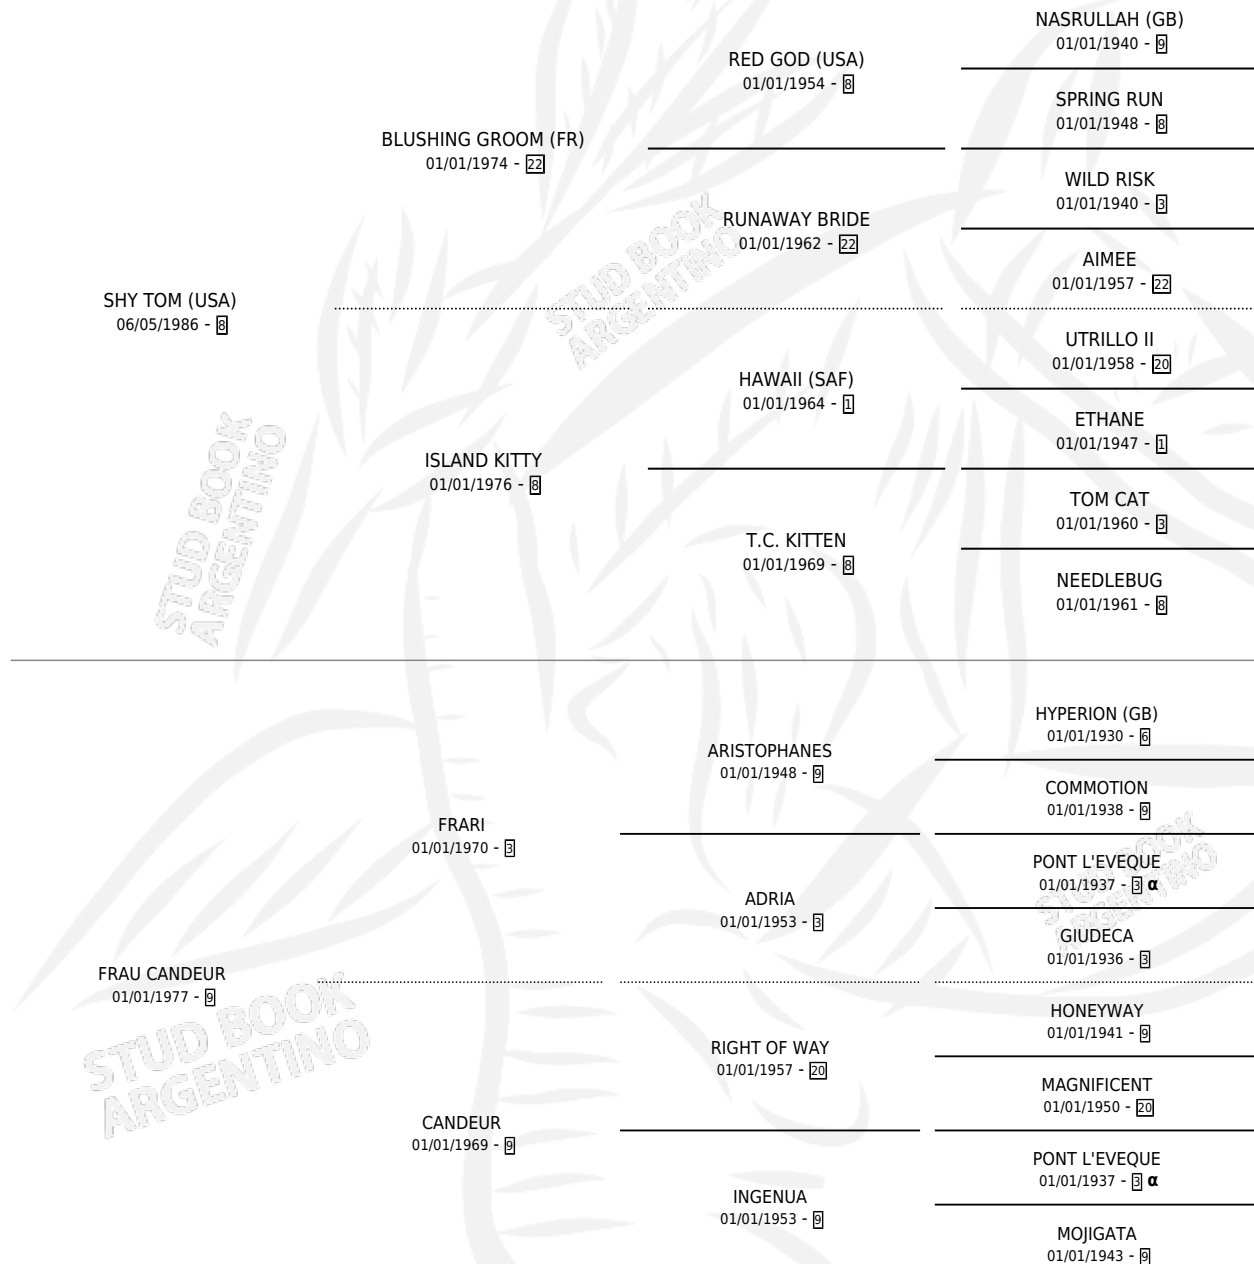 NASRULLAH (GB)
01/01/1940 - 9
RED GOD (USA)
01/01/1954 - 8
SPRING RUN
01/01/1948 - 8
BLUSHING GROOM (FR)
01/01/1974 - 22
WILD RISK
01/01/1940 - 3
RUNAWAY BRIDE
01/01/1962 - 22
AIMEE
01/01/1957 - 22
SHY TOM (USA)
06/05/1986 - 8
UTRILLO II
01/01/1958 - 20
HAWAII (SAF)
01/01/1964 - 1
ETHANE
01/01/1947 - 1
ISLAND KITTY
01/01/1976 - 8
TOM CAT
01/01/1960 - 3
T.C. KITTEN
01/01/1969 - 8
NEEDLEBUG
01/01/1961 - 8
STUD BOOK
ARGENTINO
STUD BOOK
ARGENTINO
HYPERION (GB)
01/01/1930 - 6
ARISTOPHANES
01/01/1948 - 9
COMMOTION
01/01/1938 - 9
FRARI
01/01/1970 - 3
PONT L'EVEQUE
01/01/1937 - 3 α
ADRIA
01/01/1953 - 3
GIUDECA
01/01/1936 - 3
FRAU CANDEUR
01/01/1977 - 9
HONEYWAY
01/01/1941 - 9
RIGHT OF WAY
01/01/1957 - 20
MAGNIFICENT
01/01/1950 - 20
CANDEUR
01/01/1969 - 9
PONT L'EVEQUE
01/01/1937 - 3 α
INGENUA
01/01/1953 - 9
MOJIGATA
01/01/1943 - 9
STUD BOOK
ARGENTINO
STUD BOOK
ARGENTINO